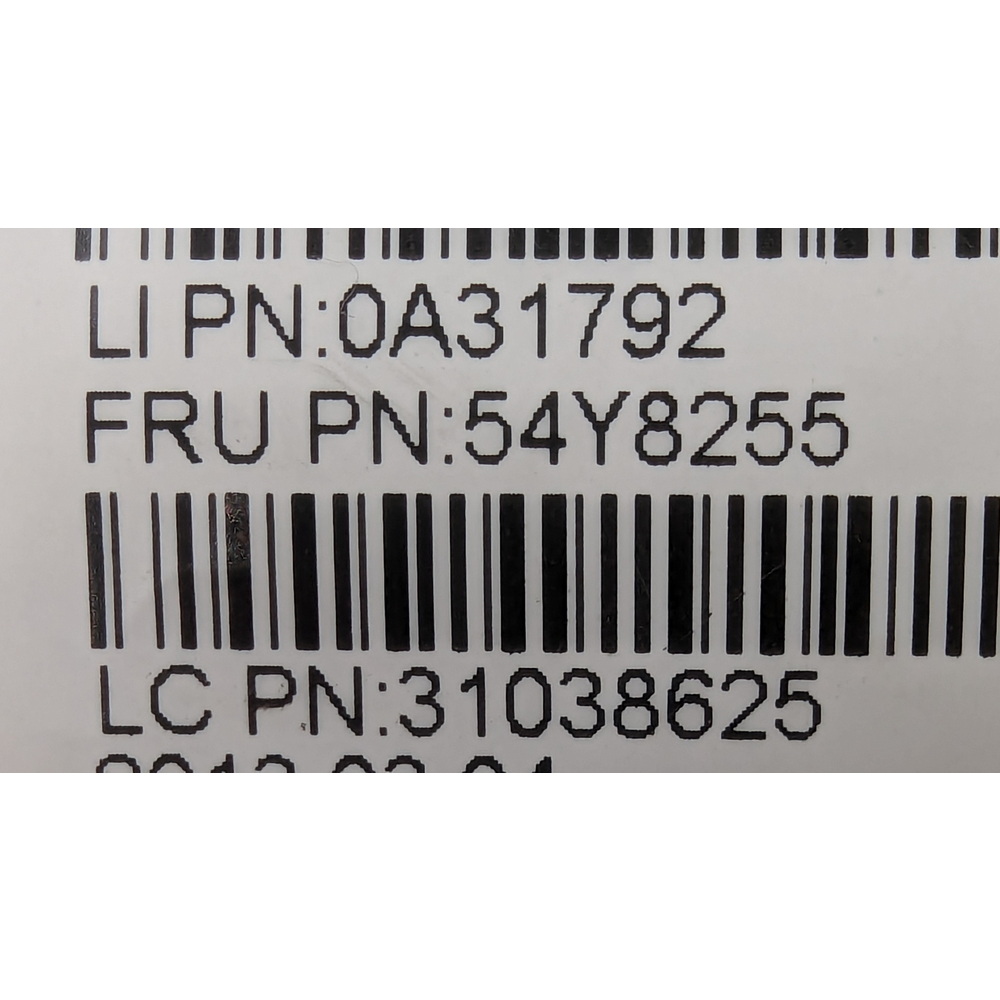 LI PN:0A31792
FRU PN:54Y8255
LC PN:31038625